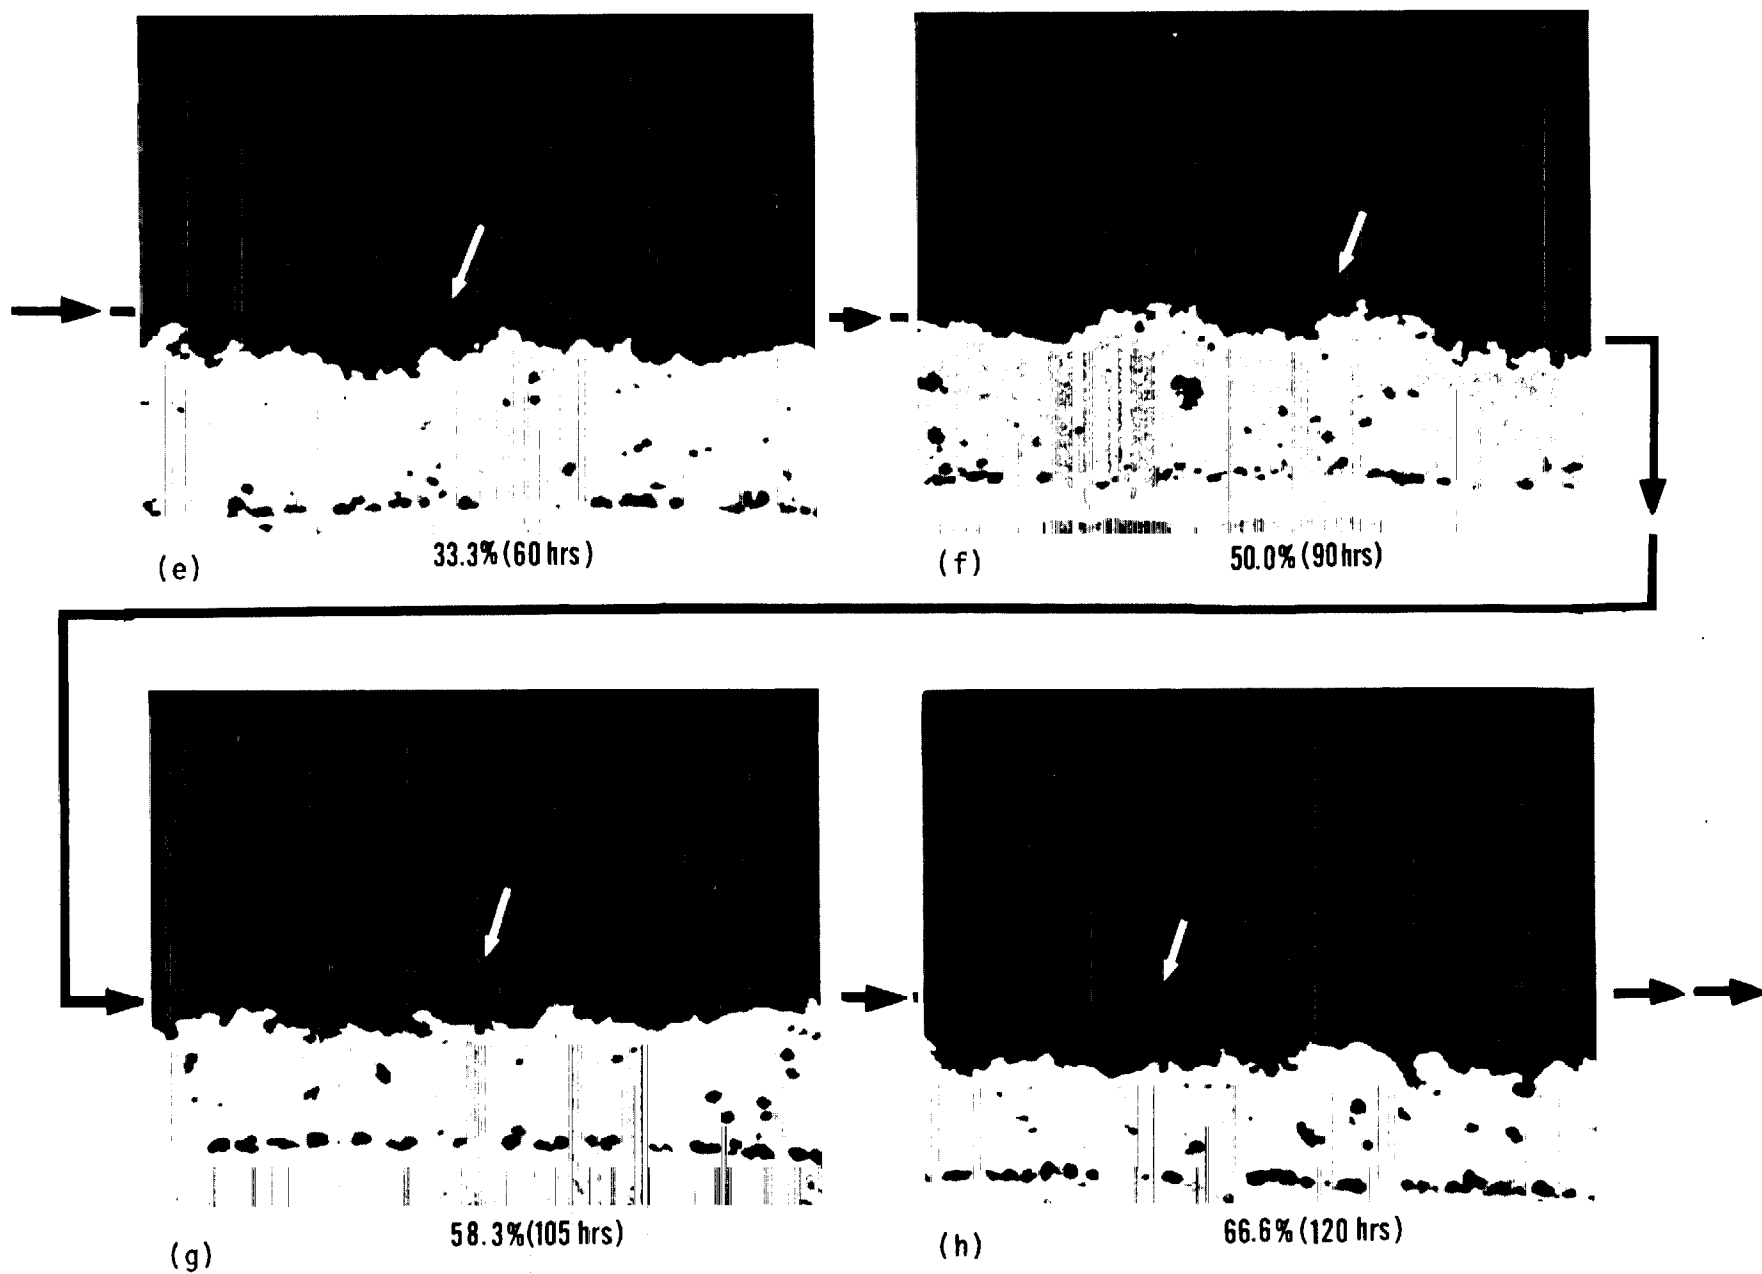 (e)
33.3% (60 hrs)
(f)
50.0% (90 hrs)
(g)
58.3% (105 hrs)
(h)
66.6% (120 hrs)